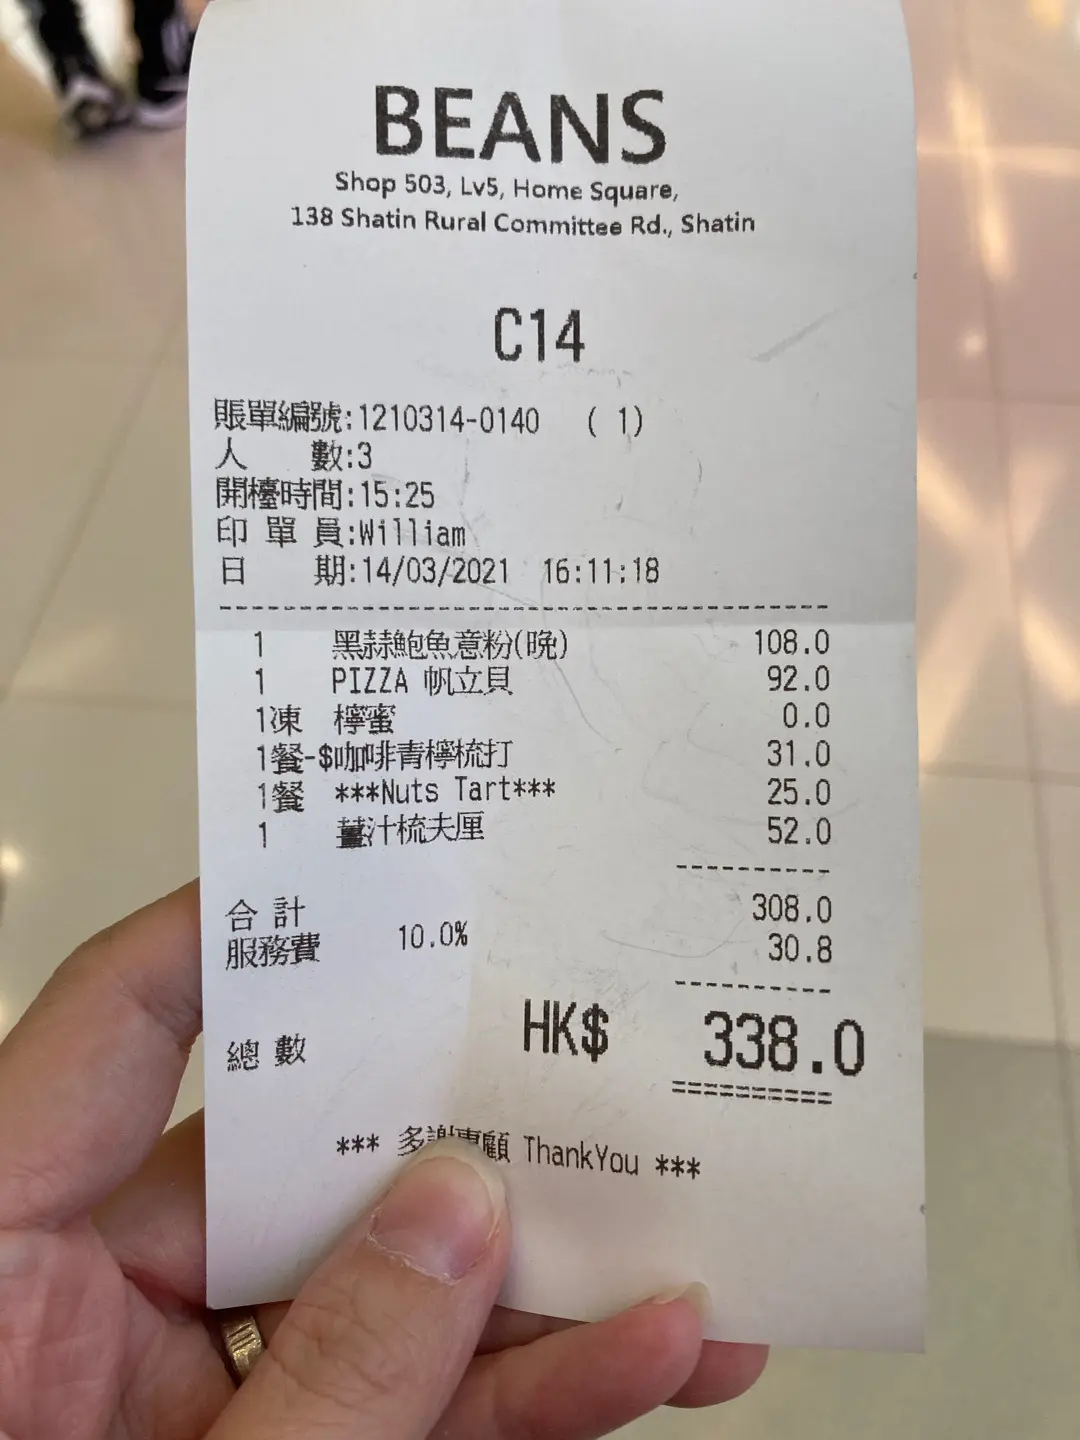 BEANS
Shop 503, Lv5, Home Square,
138 Shatin Rural Committee Rd., Shatin
C14
賬單編號:1210314-0140 ( 1)
人 數:3
開檯時間:15:25
印 單 員:William
日 期:14/03/2021 16:11:18
1 黑蒜鮑魚意粉(晚) 108.0
1 PIZZA 帆立貝 92.0
1凍 檸蜜 0.0
1餐-$咖啡青檸梳打 31.0
1餐 ***Nuts Tart*** 25.0
1 薑汁梳夫厘 52.0
合 計 308.0
服務費 10.0% 30.8
總 數 HK$ 338.0
*** 多謝惠顧 ThankYou ***